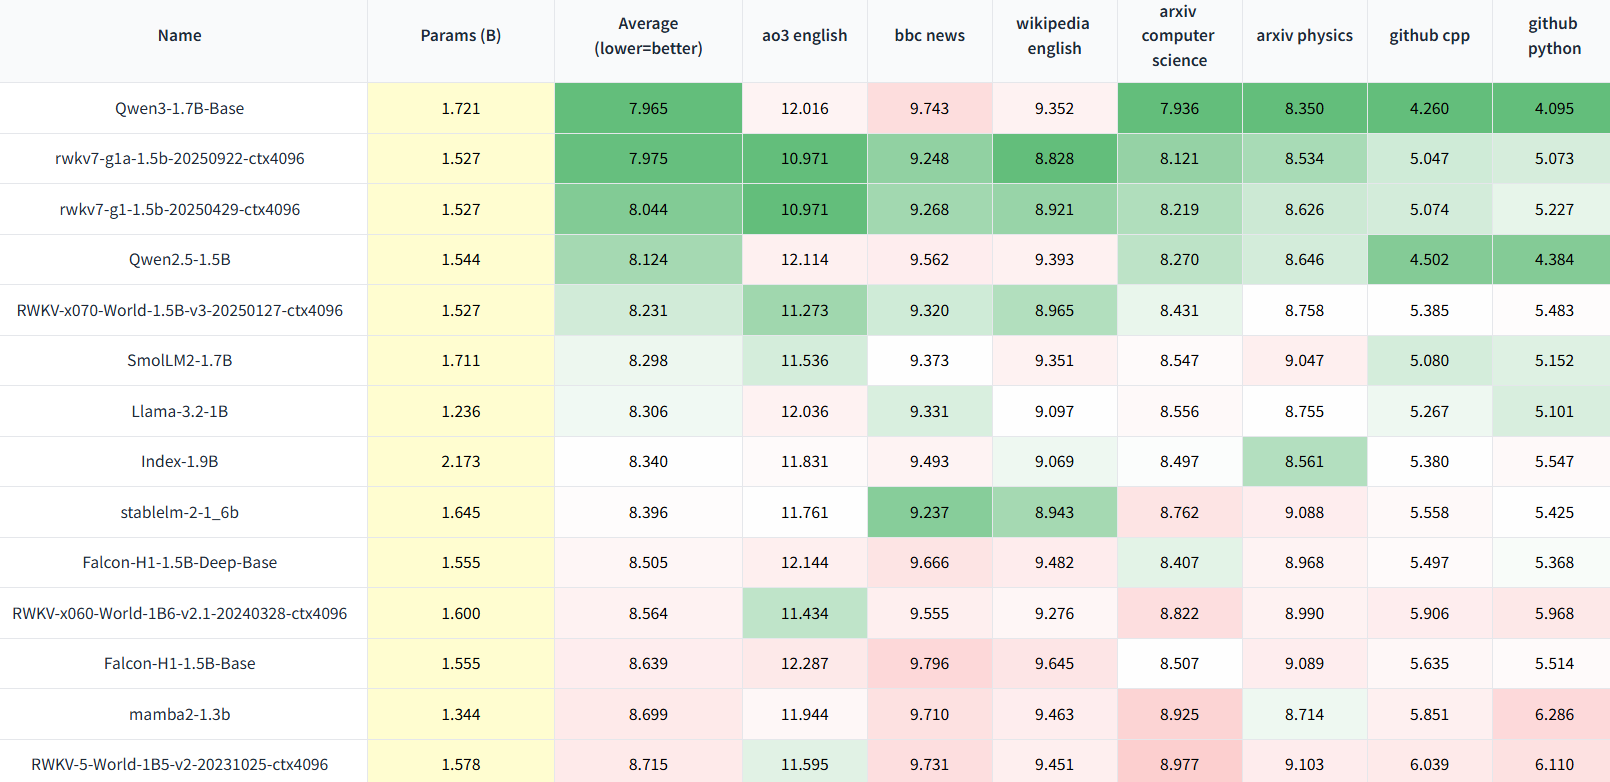 Name Params (B) Average (lower=better) ao3 english bbc news wikipedia english arxiv computer science arxiv physics github cpp github python
Qwen3-1.7B-Base 1.721 7.965 12.016 9.743 9.352 7.936 8.350 4.260 4.095
rwkv7-g1a-1.5b-20250922-ctx4096 1.527 7.975 10.971 9.248 8.828 8.121 8.534 5.047 5.073
rwkv7-g1-1.5b-20250429-ctx4096 1.527 8.044 10.971 9.268 8.921 8.219 8.626 5.074 5.227
Qwen2.5-1.5B 1.544 8.124 12.114 9.562 9.393 8.270 8.646 4.502 4.384
RWKV-x070-World-1.5B-v3-20250127-ctx4096 1.527 8.231 11.273 9.320 8.965 8.431 8.758 5.385 5.483
SmolLM2-1.7B 1.711 8.298 11.536 9.373 9.351 8.547 9.047 5.080 5.152
Llama-3.2-1B 1.236 8.306 12.036 9.331 9.097 8.556 8.755 5.267 5.101
Index-1.9B 2.173 8.340 11.831 9.493 9.069 8.497 8.561 5.380 5.547
stablelm-2-1_6b 1.645 8.396 11.761 9.237 8.943 8.762 9.088 5.558 5.425
Falcon-H1-1.5B-Deep-Base 1.555 8.505 12.144 9.666 9.482 8.407 8.968 5.497 5.368
RWKV-x060-World-1B6-v2.1-20240328-ctx4096 1.600 8.564 11.434 9.555 9.276 8.822 8.990 5.906 5.968
Falcon-H1-1.5B-Base 1.555 8.639 12.287 9.796 9.645 8.507 9.089 5.635 5.514
mamba2-1.3b 1.344 8.699 11.944 9.710 9.463 8.925 8.714 5.851 6.286
RWKV-5-World-1B5-v2-20231025-ctx4096 1.578 8.715 11.595 9.731 9.451 8.977 9.103 6.039 6.110